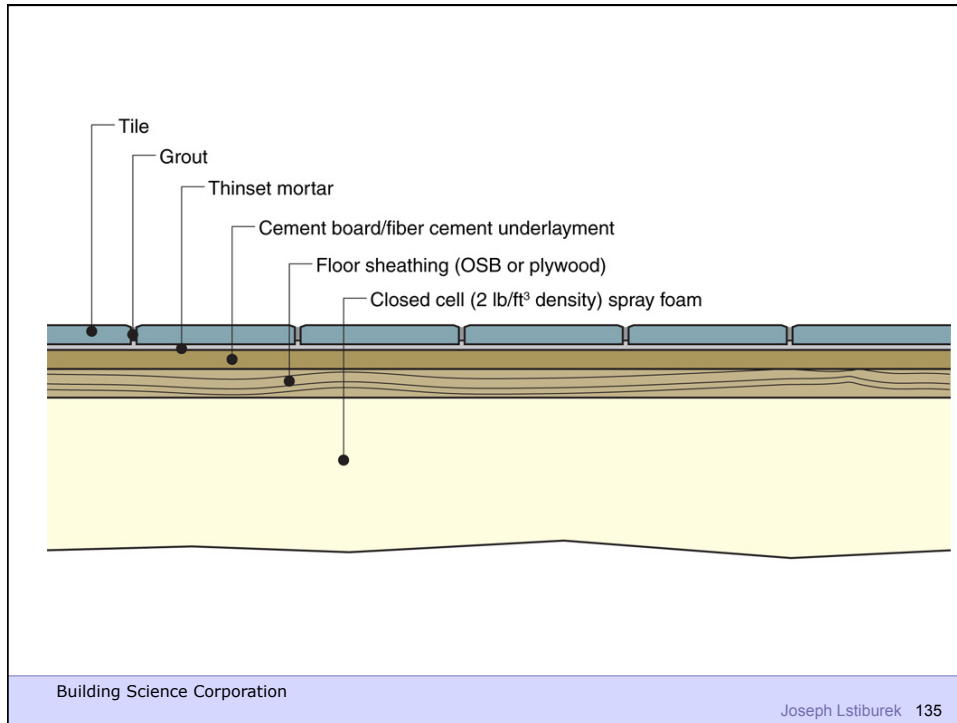 Tile
Grout
Thinset mortar
Cement board/fiber cement underlayment
Floor sheathing (OSB or plywood)
Closed cell (2 lb/ft³ density) spray foam
Building Science Corporation
Joseph Lstiburek 135